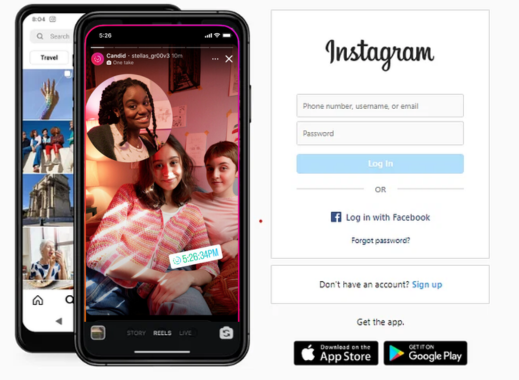 8:04
Search
Travel
5:26
Candid · stellas_gr00v3 10m
One take
5:26:34PM
STORY REELS LIVE
Instagram
Phone number, username, or email
Password
Log In
OR
Log in with Facebook
Forgot password?
Don't have an account? Sign up
Get the app.
Download on the
App Store
GET IT ON
Google Play